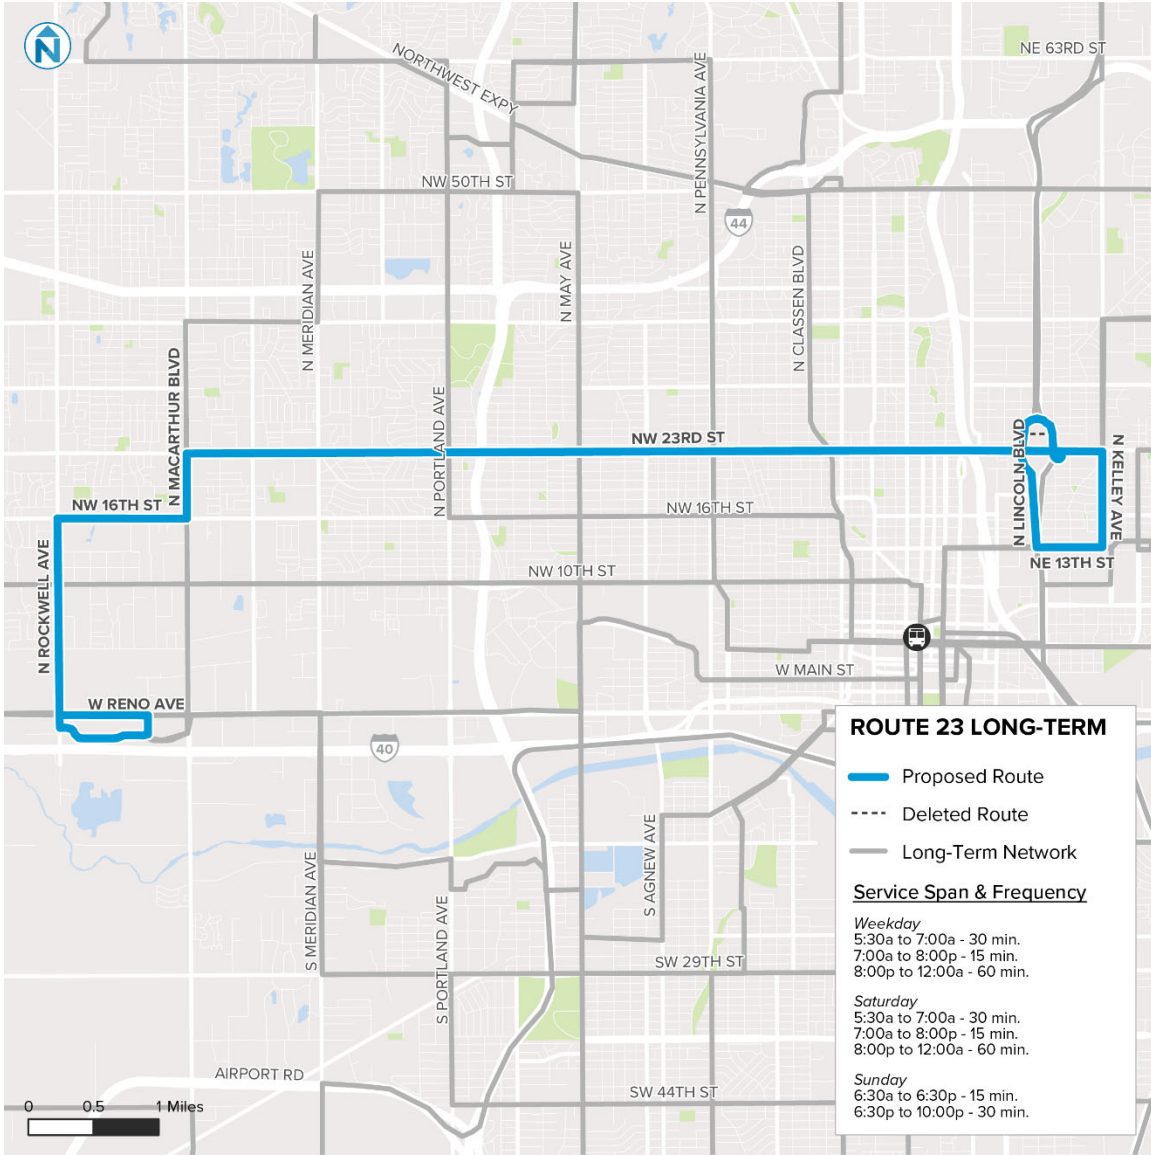 N
NE 63RD ST
NORTHWEST EXPY
N PENNSYLVANIA AVE
NW 50TH ST
44
N MERIDIAN AVE
N MAY AVE
N CLASSEN BLVD
N MACARTHUR BLVD
N PORTLAND AVE
NW 23RD ST
N LINCOLN BLVD
N KELLEY AVE
NW 16TH ST
NW 16TH ST
N ROCKWELL AVE
NE 13TH ST
NW 10TH ST
W MAIN ST
W RENO AVE
40
S AGNEW AVE
S MERIDIAN AVE
S PORTLAND AVE
SW 29TH ST
AIRPORT RD
SW 44TH ST
0 0.5 1 Miles
ROUTE 23 LONG-TERM
Proposed Route
Deleted Route
Long-Term Network
Service Span & Frequency
Weekday
5:30a to 7:00a - 30 min.
7:00a to 8:00p - 15 min.
8:00p to 12:00a - 60 min.
Saturday
5:30a to 7:00a - 30 min.
7:00a to 8:00p - 15 min.
8:00p to 12:00a - 60 min.
Sunday
6:30a to 6:30p - 15 min.
6:30p to 10:00p - 30 min.